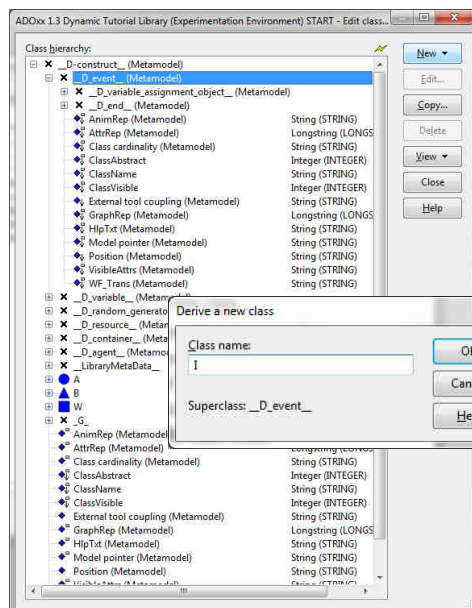 ADOxx 1.3 Dynamic Tutorial Library (Experimentation Environment) START - Edit class...
Class hierarchy:
__D-construct__ (Metamodel)
__D_event__ (Metamodel)
__D_variable_assignment_object__ (Metamodel)
__D_end__ (Metamodel)
AnimRep (Metamodel) String (STRING)
AttrRep (Metamodel) Longstring (LONGS
Class cardinality (Metamodel) String (STRING)
ClassAbstract Integer (INTEGER)
ClassName String (STRING)
ClassVisible Integer (INTEGER)
External tool coupling (Metamodel) String (STRING)
GraphRep (Metamodel) Longstring (LONGS
HlpTxt (Metamodel) String (STRING)
Model pointer (Metamodel) String (STRING)
Position (Metamodel) String (STRING)
VisibleAttrs (Metamodel) String (STRING)
WF_Trans (Metamodel) String (STRING)
__D_variable__ (Metam
__D_random_generato
__D_resource__ (Metam
__D_container__ (Metam
__D_agent__ (Metamo
__LibraryMetaData__
A
B
W
_G_
AnimRep (Metamodel
AttrRep (Metamodel)
Class cardinality (Metamodel) String (STRING)
ClassAbstract Integer (INTEGER)
ClassName String (STRING)
ClassVisible Integer (INTEGER)
External tool coupling (Metamodel) String (STRING)
GraphRep (Metamodel) Longstring (LONGS
HlpTxt (Metamodel) String (STRING)
Model pointer (Metamodel) String (STRING)
Position (Metamodel) String (STRING)
New
Edit...
Copy...
Delete
View
Close
Help
Derive a new class
Class name:
Superclass: __D_event__
O
Can
He